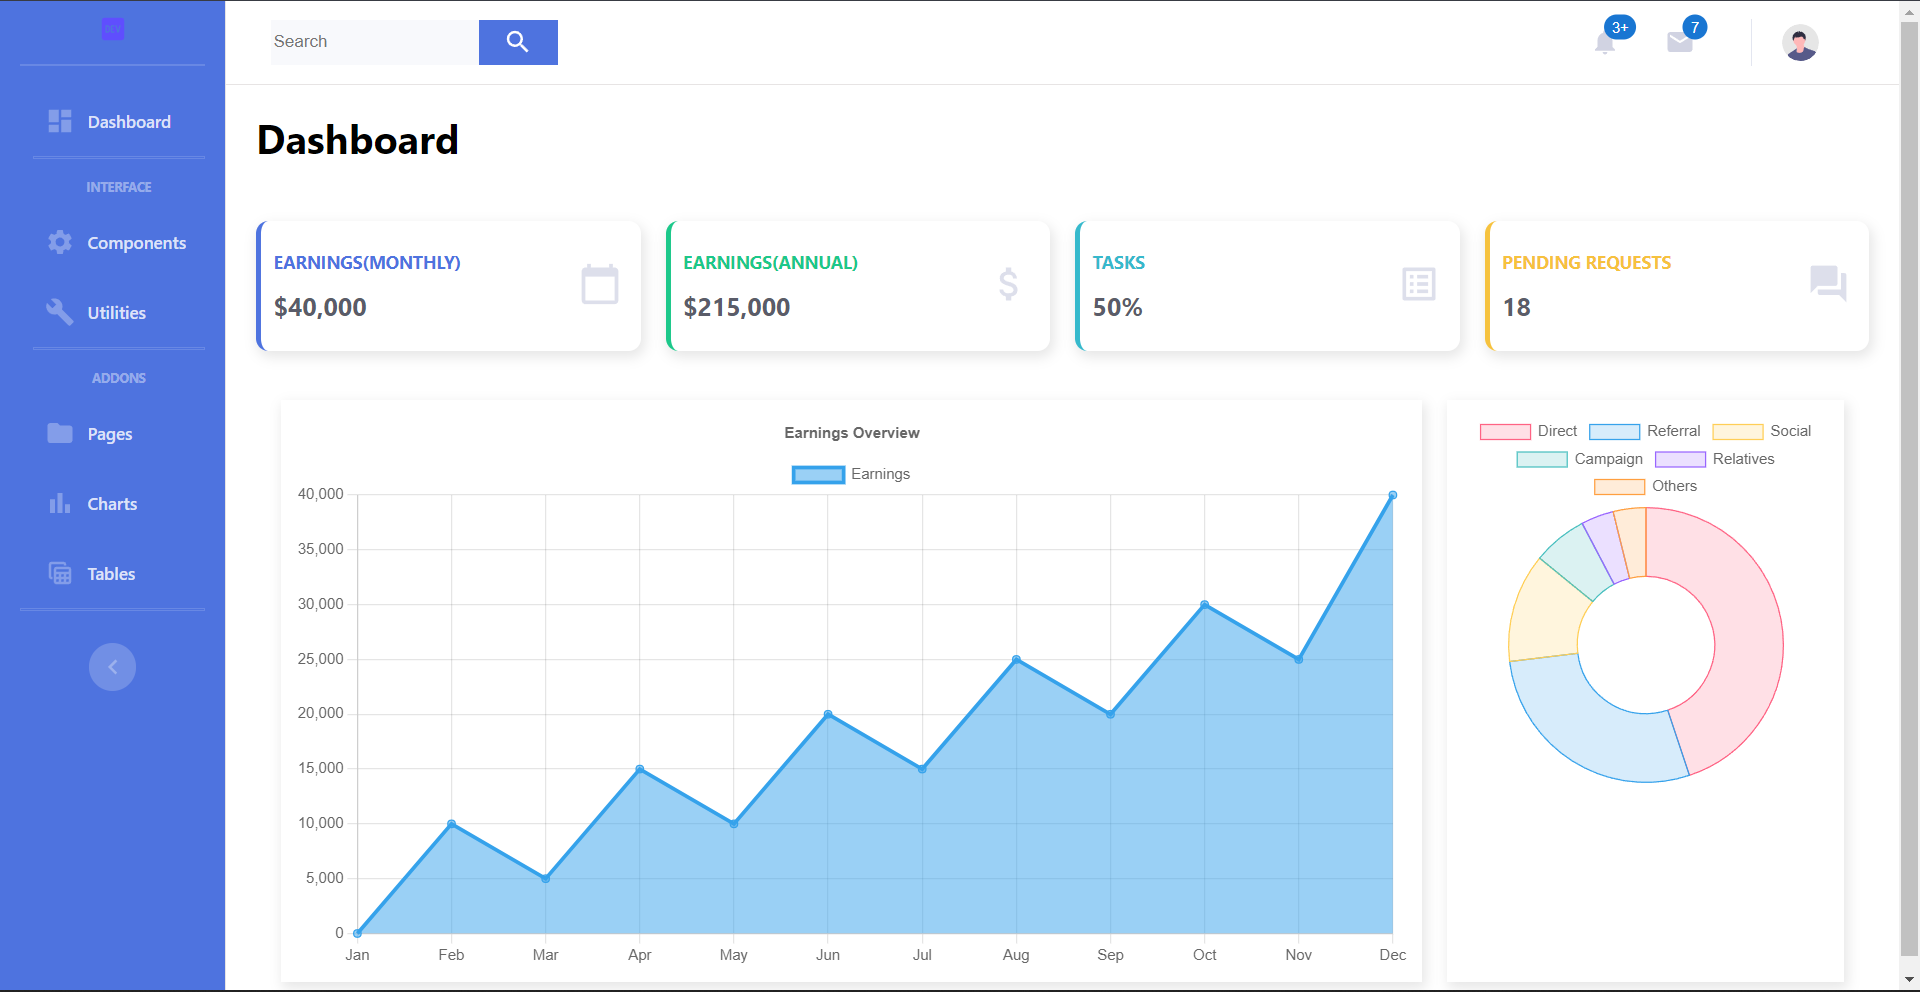 DEV
Search
3+
7
Dashboard
INTERFACE
Components
Utilities
ADDONS
Pages
Charts
Tables
Dashboard
EARNINGS(MONTHLY)
$40,000
EARNINGS(ANNUAL)
$215,000
TASKS
50%
PENDING REQUESTS
18
Earnings Overview
Earnings
40,000
35,000
30,000
25,000
20,000
15,000
10,000
5,000
0
Jan Feb Mar Apr May Jun Jul Aug Sep Oct Nov Dec
Direct Referral Social
Campaign Relatives
Others